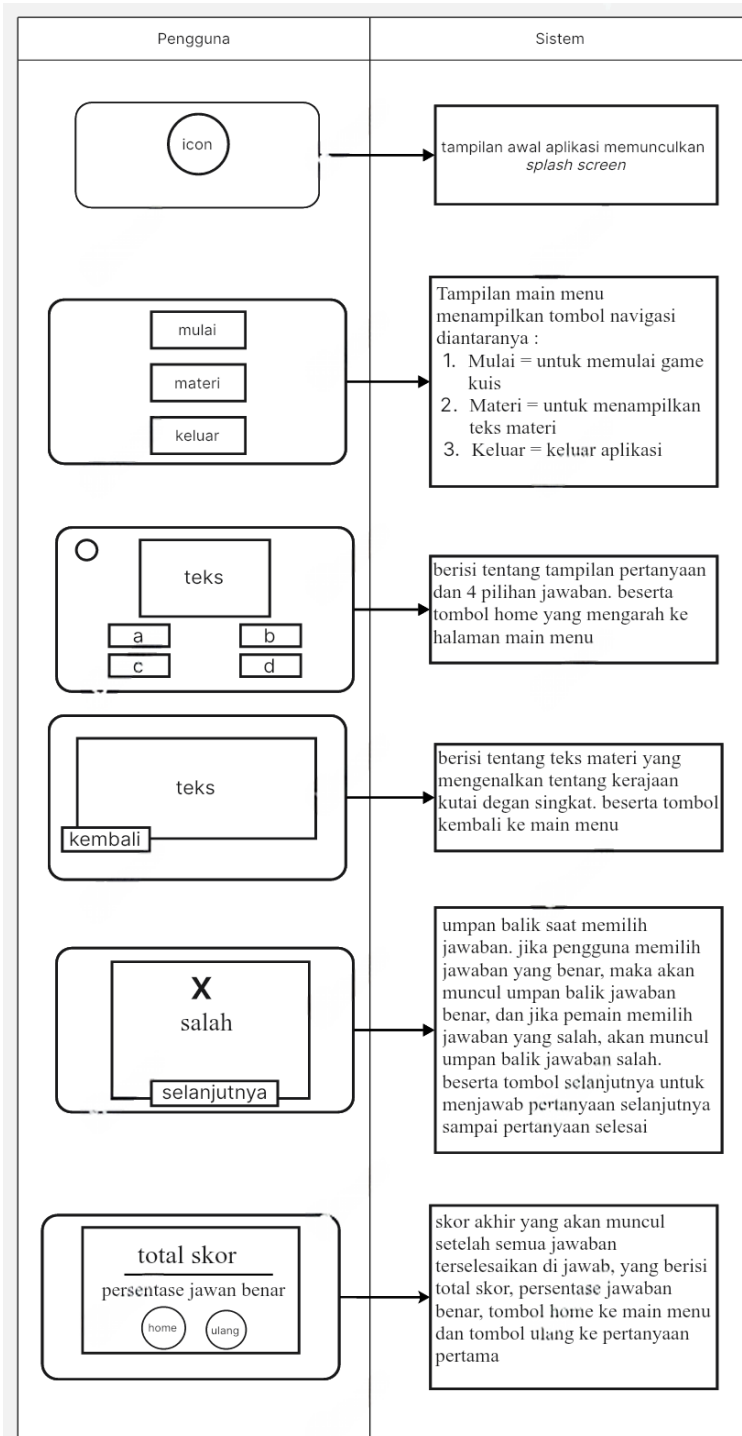 Pengguna
Sistem
icon
tampilan awal aplikasi memunculkan
splash screen
mulai
materi
keluar
Tampilan main menu
menampilkan tombol navigasi
diantaranya :
1. Mulai = untuk memulai game
kuis
2. Materi = untuk menampilkan
teks materi
3. Keluar = keluar aplikasi
teks
a
b
c
d
berisi tentang tampilan pertanyaan
dan 4 pilihan jawaban. beserta
tombol home yang mengarah ke
halaman main menu
teks
kembali
berisi tentang teks materi yang
mengenalkan tentang kerajaan
kutai degan singkat. beserta tombol
kembali ke main menu
X
salah
selanjutnya
umpan balik saat memilih
jawaban. jika pengguna memilih
jawaban yang benar, maka akan
muncul umpan balik jawaban
benar, dan jika pemain memilih
jawaban yang salah, akan muncul
umpan balik jawaban salah.
beserta tombol selanjutnya untuk
menjawab pertanyaan selanjutnya
sampai pertanyaan selesai
total skor
persentase jawan benar
home
ulang
skor akhir yang akan muncul
setelah semua jawaban
terselesaikan di jawab, yang berisi
total skor, persentase jawaban
benar, tombol home ke main menu
dan tombol ulang ke pertanyaan
pertama